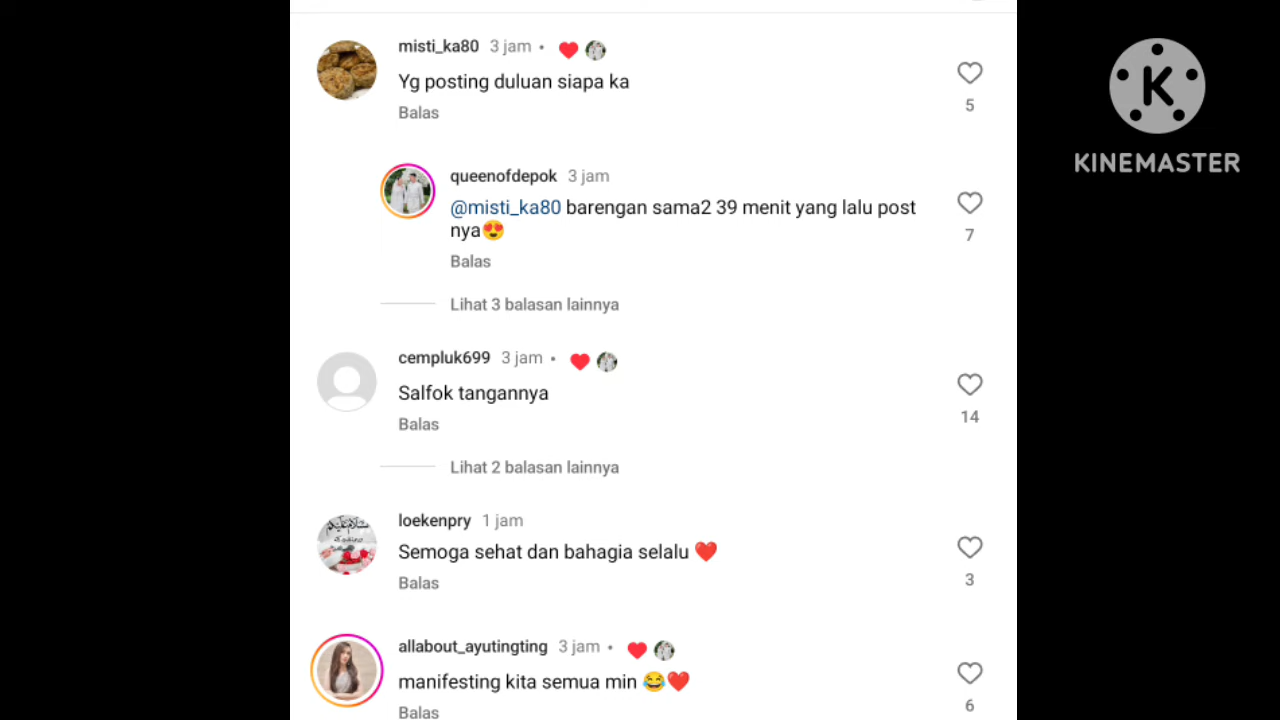 misti_ka80 3 jam •
Yg posting duluan siapa ka
5
Balas
queenofdepok 3 jam
@misti_ka80 barengan sama2 39 menit yang lalu post
nya😍
7
Balas
Lihat 3 balasan lainnya
cempluk699 3 jam •
Salfok tangannya
14
Balas
Lihat 2 balasan lainnya
loekenpry 1 jam
Semoga sehat dan bahagia selalu ❤️
3
Balas
allabout_ayutingting 3 jam •
manifesting kita semua min 😂❤️
6
Balas
K
KINEMASTER